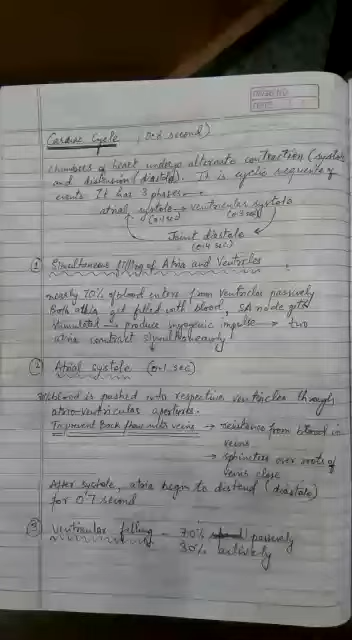 Cardiac Cycle (0.8 second)
Chambers of heart undergo alternate contraction (systole)
and distension (diastole). It is cyclic sequence of
events It has 3 phases →
atrial systole → ventricular systole
(0.1 sec) (0.3 sec)
Joint diastole
(0.4 sec)
① Simultaneous filling of Atria and Ventricles
nearly 70% of blood enters from ventricles passively
Both atria get filled with blood, SA node gets
stimulated → produce myogenic impulse → two
atria contract simultaneously
② Atrial systole (0.1 sec)
30% blood is pushed into respective ventricles through
atrio-ventricular apertures.
To prevent Back flow into veins → resistance from blood in
veins
→ sphincters over roots of
veins close
After systole, atria began to distend (diastole)
for 0.7 second
③ Ventricular filling - 70% passively
30% actively